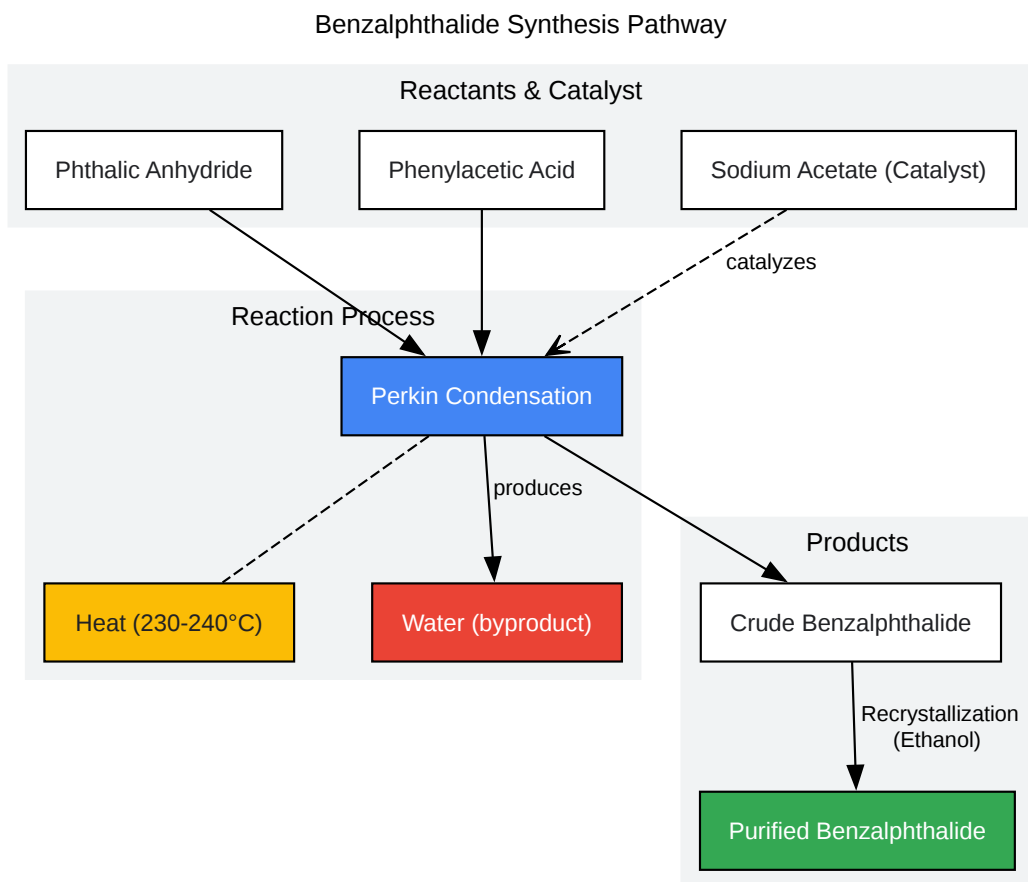 Benzalphthalide Synthesis Pathway
Reactants & Catalyst
Phthalic Anhydride
Phenylacetic Acid
Sodium Acetate (Catalyst)
catalyzes
Reaction Process
Perkin Condensation
produces
Products
Heat (230-240°C)
Water (byproduct)
Crude Benzalphthalide
Recrystallization
(Ethanol)
Purified Benzalphthalide